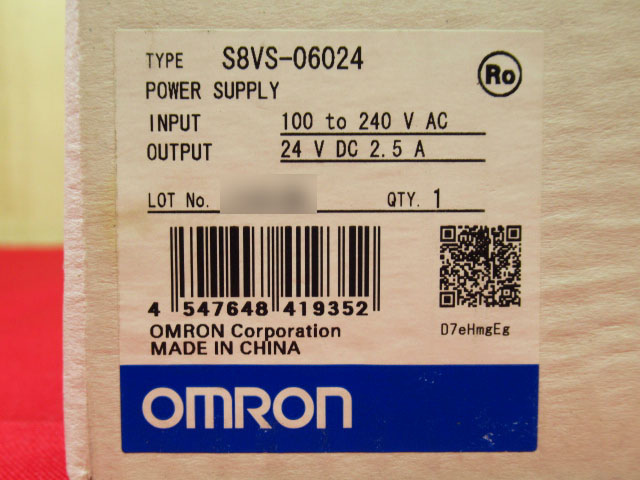 TYPE S8VS-06024
Ro
POWER SUPPLY
INPUT 100 to 240 V AC
OUTPUT 24 V DC 2.5 A
LOT No. QTY. 1
4 547648 419352
D7eHmgEg
OMRON Corporation
MADE IN CHINA
OMRON